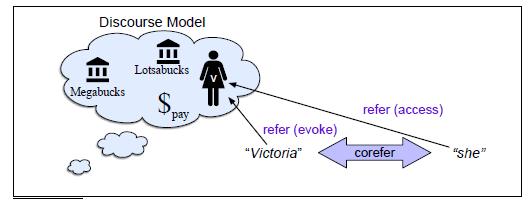 Discourse Model
Lotsabucks
Megabucks
V
$ pay
refer (access)
refer (evoke)
“Victoria”
corefer
“she”